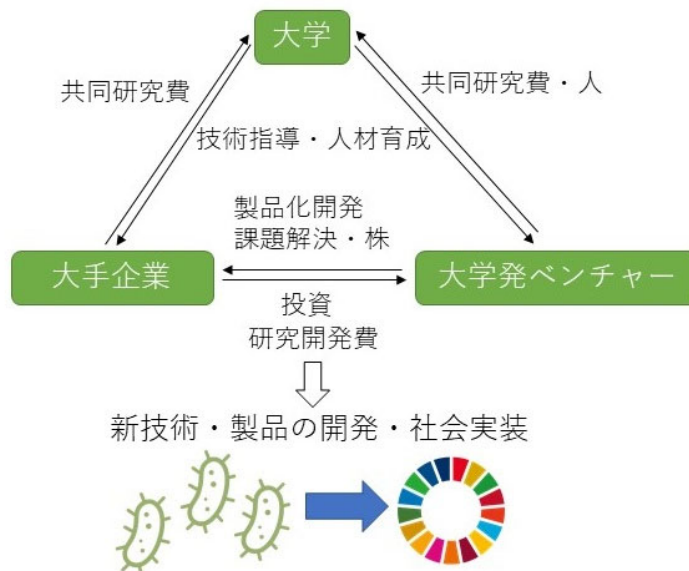 大学
共同研究費
共同研究費・人
技術指導・人材育成
製品化開発
課題解決・株
大手企業
大学発ベンチャー
投資
研究開発費
新技術・製品の開発・社会実装